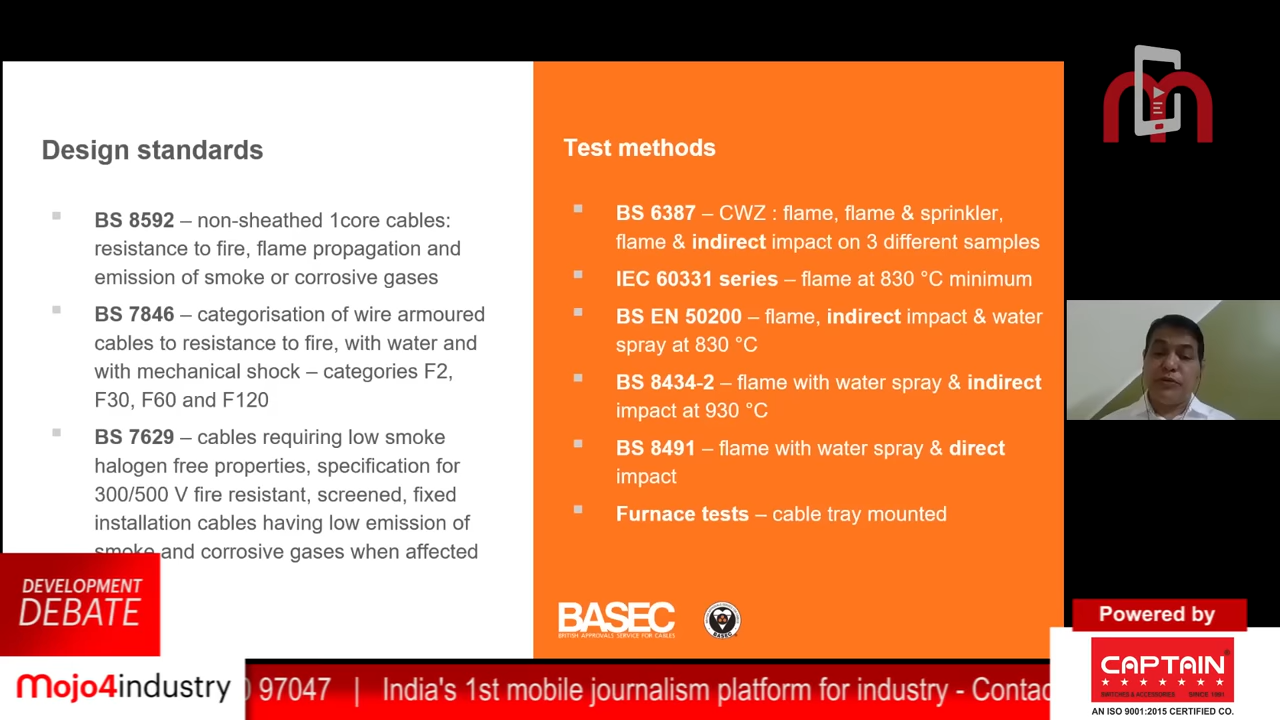 Design standards
BS 8592 – non-sheathed 1core cables:
resistance to fire, flame propagation and
emission of smoke or corrosive gases
BS 7846 – categorisation of wire armoured
cables to resistance to fire, with water and
with mechanical shock – categories F2,
F30, F60 and F120
BS 7629 – cables requiring low smoke
halogen free properties, specification for
300/500 V fire resistant, screened, fixed
installation cables having low emission of
smoke and corrosive gases when affected
Test methods
BS 6387 – CWZ : flame, flame & sprinkler,
flame & indirect impact on 3 different samples
IEC 60331 series – flame at 830 °C minimum
BS EN 50200 – flame, indirect impact & water
spray at 830 °C
BS 8434-2 – flame with water spray & indirect
impact at 930 °C
BS 8491 – flame with water spray & direct
impact
Furnace tests – cable tray mounted
BASEC
BRITISH APPROVALS SERVICE FOR CABLES
BASEC
DEVELOPMENT
DEBATE
Mojo4industry
97047 | India's 1st mobile journalism platform for industry - Contac
Powered by
CAPTAIN
SWITCHES & ACCESSORIES SINCE 1981
AN ISO 9001:2015 CERTIFIED CO.